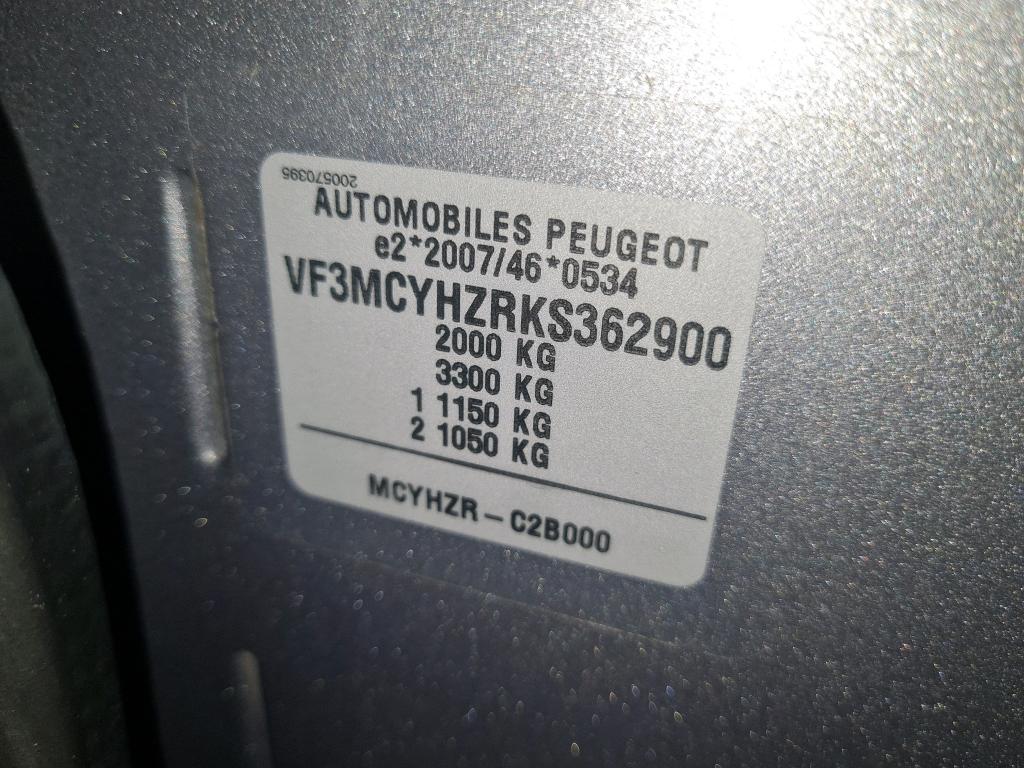 200570395
AUTOMOBILES PEUGEOT
e2*2007/46*0534
VF3MCYHZRKS362900
2000 KG
3300 KG
1 1150 KG
2 1050 KG
MCYHZR – C2B000